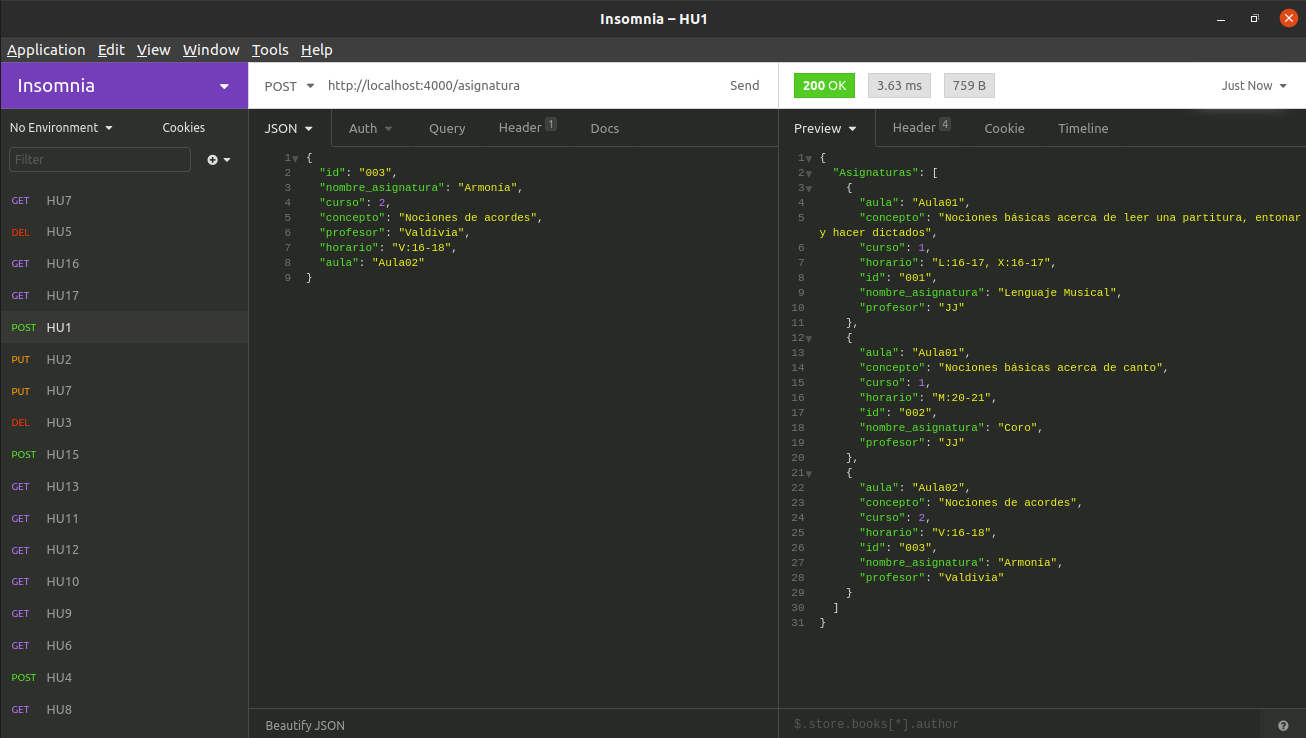 Insomnia – HU1
Application Edit View Window Tools Help
Insomnia
POST http://localhost:4000/asignatura Send
200 OK 3.63 ms 759 B Just Now
No Environment Cookies
JSON Auth Query Header 1 Docs
Preview Header 4 Cookie Timeline
Filter
GET HU7
DEL HU5
GET HU16
GET HU17
POST HU1
PUT HU2
PUT HU7
DEL HU3
POST HU15
GET HU13
GET HU11
GET HU12
GET HU10
GET HU9
GET HU6
POST HU4
GET HU8
1 {
2 "id": "003",
3 "nombre_asignatura": "Armonía",
4 "curso": 2,
5 "concepto": "Nociones de acordes",
6 "profesor": "Valdivia",
7 "horario": "V:16-18",
8 "aula": "Aula02"
9 }
Beautify JSON
1 {
2 "Asignaturas": [
3 {
4 "aula": "Aula01",
5 "concepto": "Nociones básicas acerca de leer una partitura, entonar
y hacer dictados",
6 "curso": 1,
7 "horario": "L:16-17, X:16-17",
8 "id": "001",
9 "nombre_asignatura": "Lenguaje Musical",
10 "profesor": "JJ"
11 },
12 {
13 "aula": "Aula01",
14 "concepto": "Nociones básicas acerca de canto",
15 "curso": 1,
16 "horario": "M:20-21",
17 "id": "002",
18 "nombre_asignatura": "Coro",
19 "profesor": "JJ"
20 },
21 {
22 "aula": "Aula02",
23 "concepto": "Nociones de acordes",
24 "curso": 2,
25 "horario": "V:16-18",
26 "id": "003",
27 "nombre_asignatura": "Armonía",
28 "profesor": "Valdivia"
29 }
30 ]
31 }
$.store.books[*].author